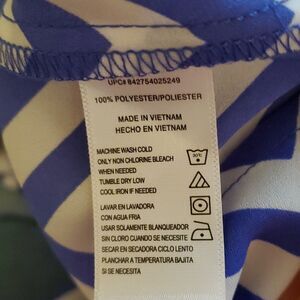 UPC# 842754025249
100% POLYESTER/POLIESTER
MADE IN VIETNAM
HECHO EN VIETNAM
MACHINE WASH COLD
ONLY NON CHLORINE BLEACH
WHEN NEEDED
TUMBLE DRY LOW
COOL IRON IF NEEDED
30°C
LAVAR EN LAVADORA
CON AGUA FRIA
USAR SOLAMENTE BLANQUEADOR
SIN CLORO CUANDO SE NECESITE
SECAR EN SECADORA CICLO LENTO
PLANCHAR A TEMPERATURA BAJITA
SI SE NECESITA